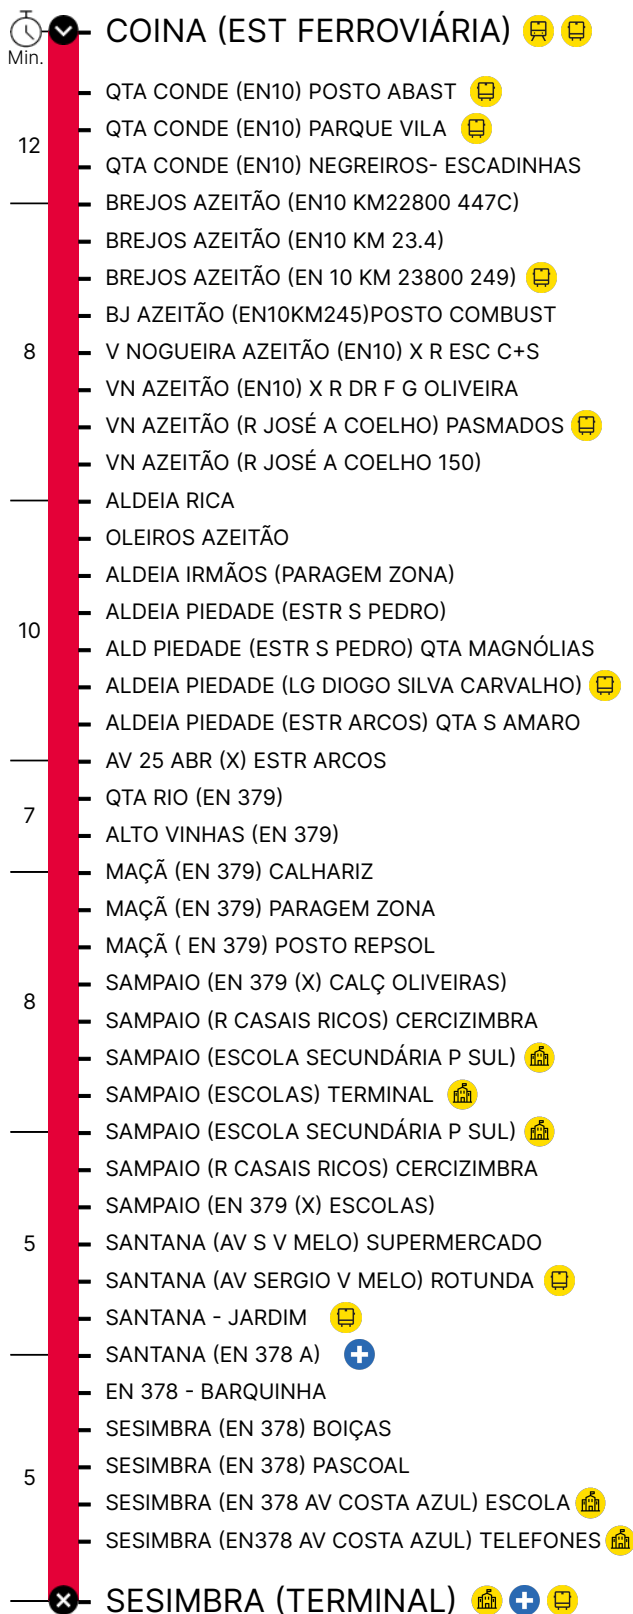 COINA (EST FERROVIÁRIA)
Min.
QTA CONDE (EN10) POSTO ABAST
QTA CONDE (EN10) PARQUE VILA
12
QTA CONDE (EN10) NEGREIROS- ESCADINHAS
BREJOS AZEITÃO (EN10 KM22800 447C)
BREJOS AZEITÃO (EN10 KM 23.4)
BREJOS AZEITÃO (EN 10 KM 23800 249)
BJ AZEITÃO (EN10KM245)POSTO COMBUST
8
V NOGUEIRA AZEITÃO (EN10) X R ESC C+S
VN AZEITÃO (EN10) X R DR F G OLIVEIRA
VN AZEITÃO (R JOSÉ A COELHO) PASMADOS
VN AZEITÃO (R JOSÉ A COELHO 150)
ALDEIA RICA
OLEIROS AZEITÃO
ALDEIA IRMÃOS (PARAGEM ZONA)
ALDEIA PIEDADE (ESTR S PEDRO)
10
ALD PIEDADE (ESTR S PEDRO) QTA MAGNÓLIAS
ALDEIA PIEDADE (LG DIOGO SILVA CARVALHO)
ALDEIA PIEDADE (ESTR ARCOS) QTA S AMARO
AV 25 ABR (X) ESTR ARCOS
QTA RIO (EN 379)
7
ALTO VINHAS (EN 379)
MAÇÃ (EN 379) CALHARIZ
MAÇÃ (EN 379) PARAGEM ZONA
MAÇÃ ( EN 379) POSTO REPSOL
SAMPAIO (EN 379 (X) CALÇ OLIVEIRAS)
8
SAMPAIO (R CASAIS RICOS) CERCIZIMBRA
SAMPAIO (ESCOLA SECUNDÁRIA P SUL)
SAMPAIO (ESCOLAS) TERMINAL
SAMPAIO (ESCOLA SECUNDÁRIA P SUL)
SAMPAIO (R CASAIS RICOS) CERCIZIMBRA
SAMPAIO (EN 379 (X) ESCOLAS)
5
SANTANA (AV S V MELO) SUPERMERCADO
SANTANA (AV SERGIO V MELO) ROTUNDA
SANTANA - JARDIM
SANTANA (EN 378 A)
EN 378 - BARQUINHA
SESIMBRA (EN 378) BOIÇAS
SESIMBRA (EN 378) PASCOAL
5
SESIMBRA (EN 378 AV COSTA AZUL) ESCOLA
SESIMBRA (EN378 AV COSTA AZUL) TELEFONES
SESIMBRA (TERMINAL)